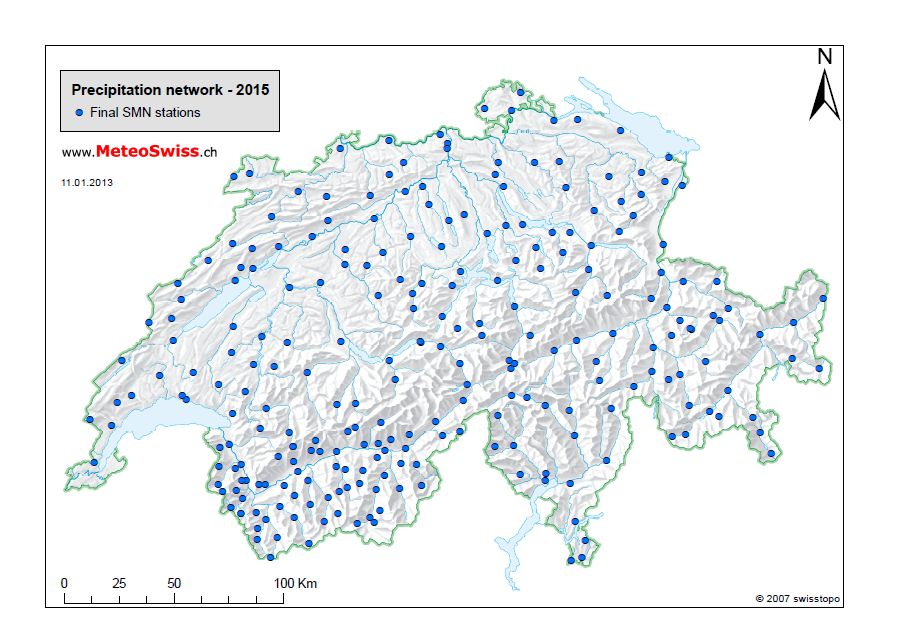 N
Precipitation network - 2015
Final SMN stations
www.MeteoSwiss.ch
11.01.2013
0 25 50 100 Km
© 2007 swisstopo